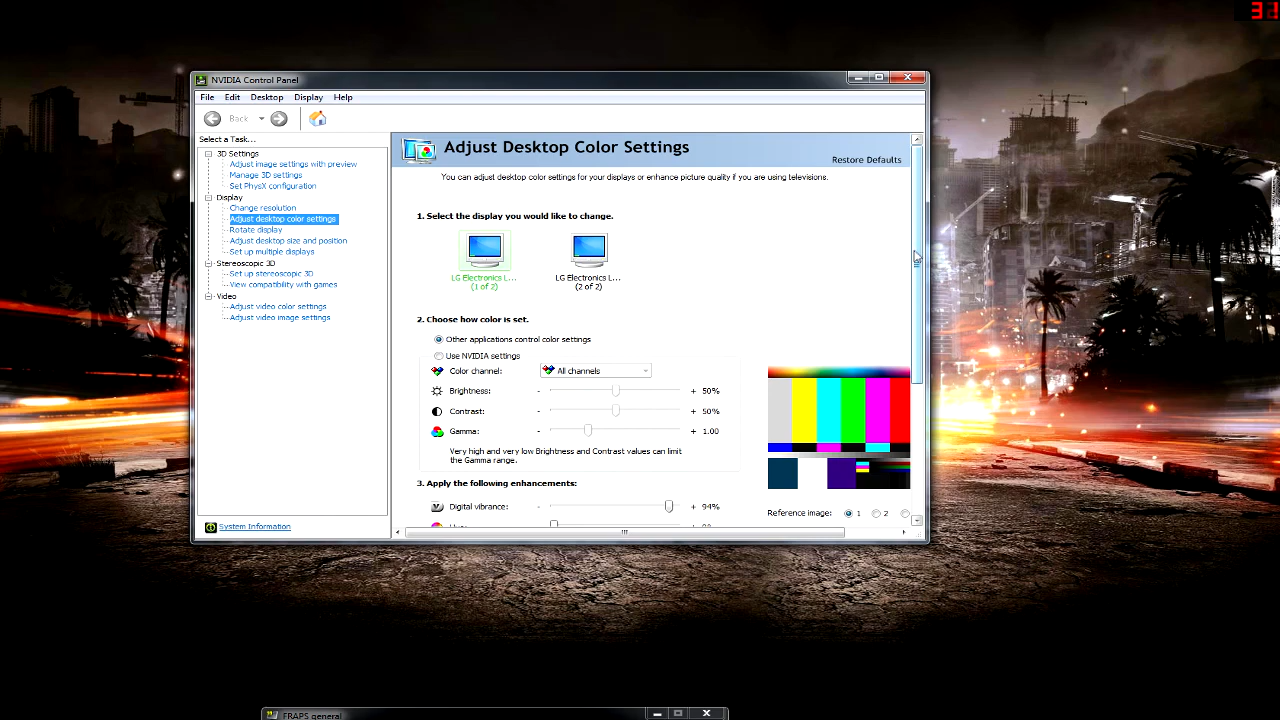 32
NVIDIA Control Panel
File Edit Desktop Display Help
Back
Select a Task...
3D Settings
Adjust image settings with preview
Manage 3D settings
Set PhysX configuration
Display
Change resolution
Adjust desktop color settings
Rotate display
Adjust desktop size and position
Set up multiple displays
Stereoscopic 3D
Set up stereoscopic 3D
View compatibility with games
Video
Adjust video color settings
Adjust video image settings
System Information
Adjust Desktop Color Settings
Restore Defaults
You can adjust desktop color settings for your displays or enhance picture quality if you are using televisions.
1. Select the display you would like to change.
LG Electronics L... LG Electronics L...
(1 of 2) (2 of 2)
2. Choose how color is set.
Other applications control color settings
Use NVIDIA settings
Color channel: All channels
Brightness: - + 50%
Contrast: - + 50%
Gamma: - + 1.00
Very high and very low Brightness and Contrast values can limit
the Gamma range.
3. Apply the following enhancements:
Digital vibrance: - + 94%
Reference image: 1 2
FRAPS general